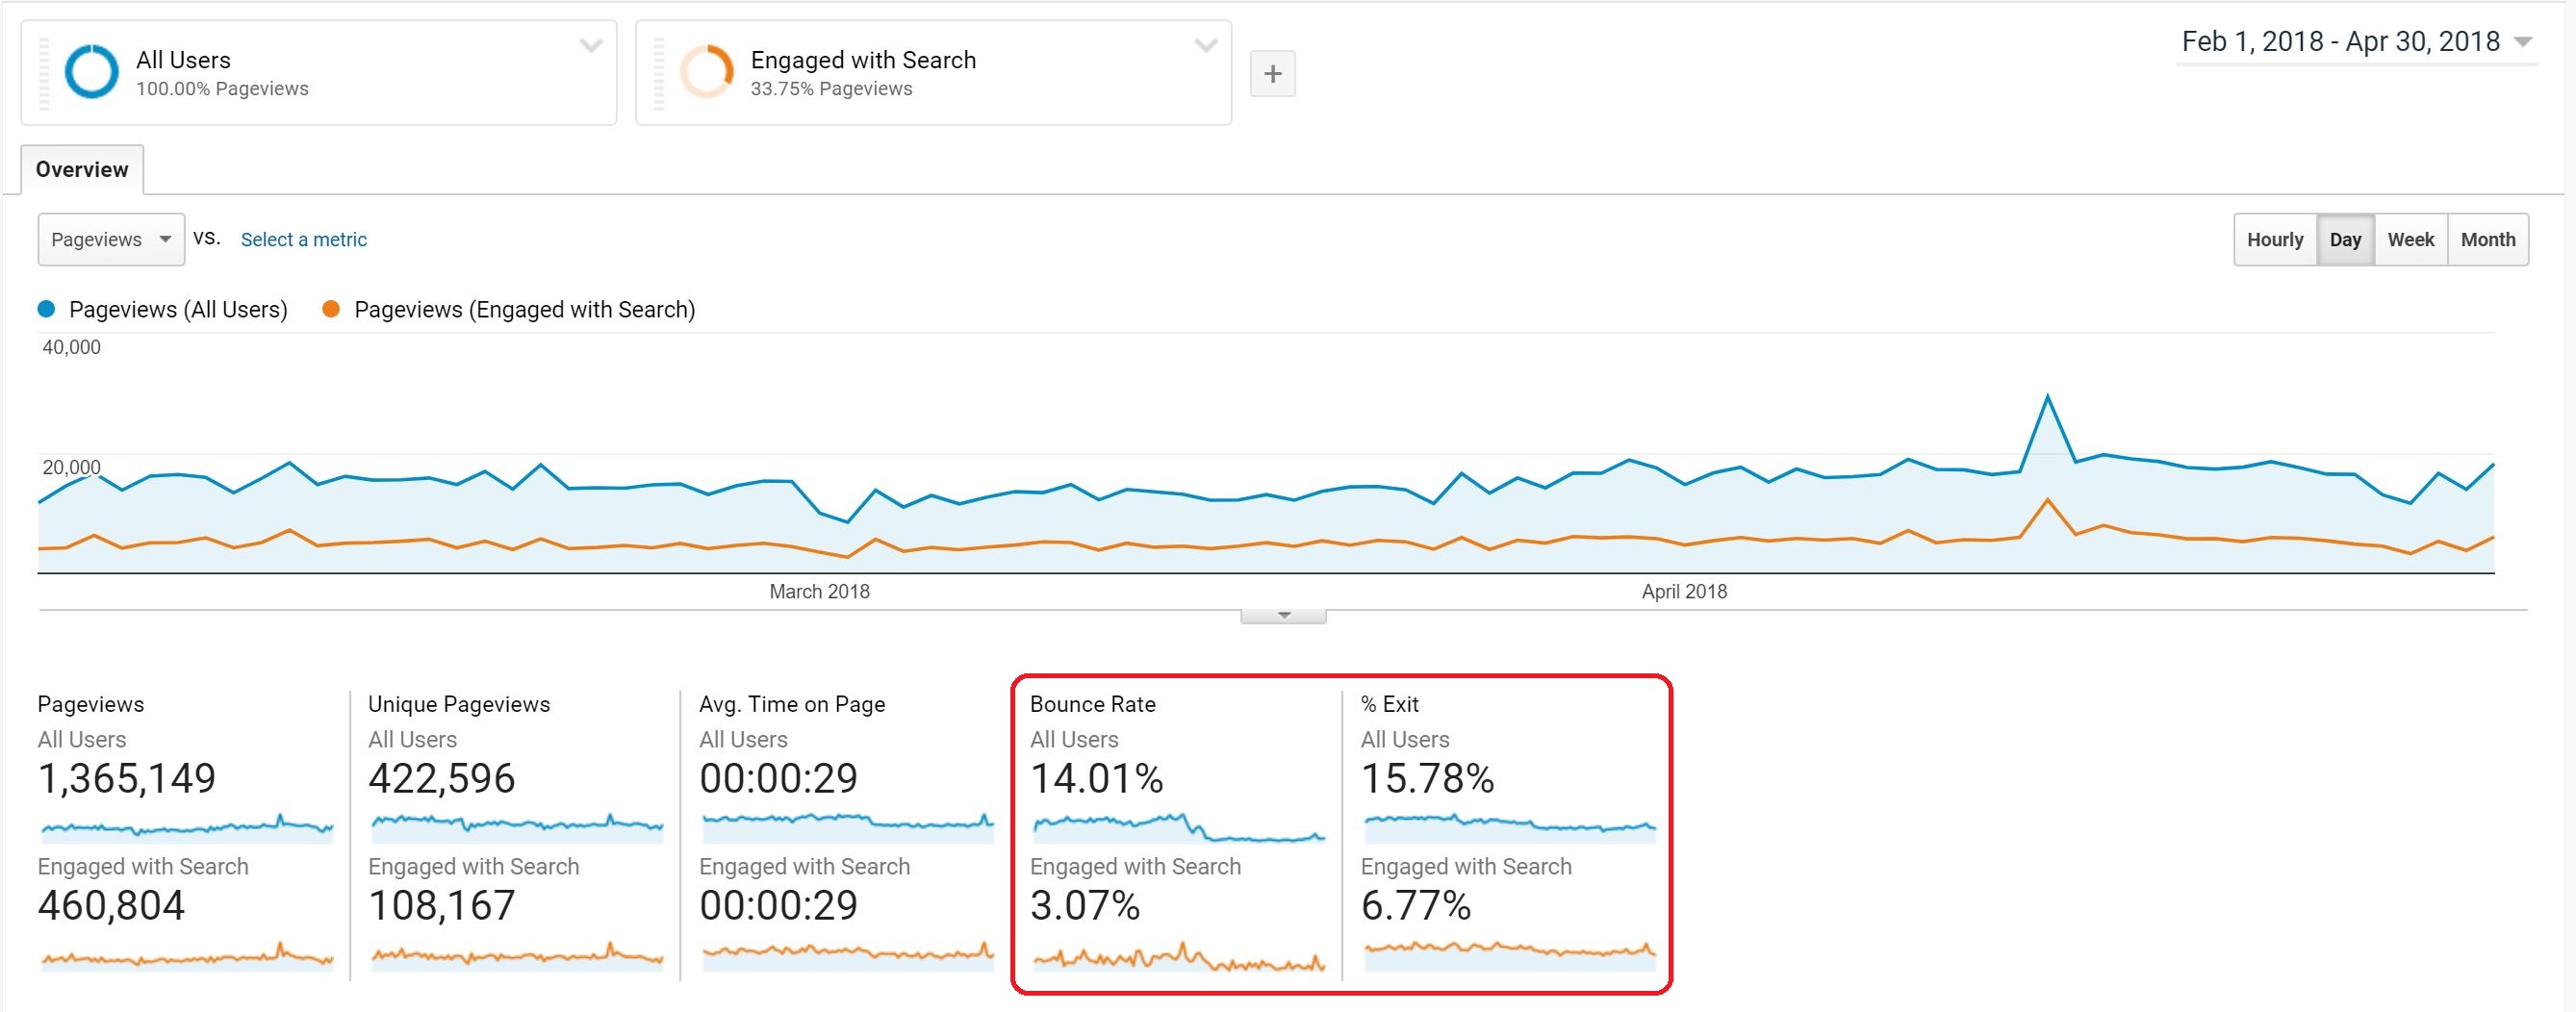 All Users
100.00% Pageviews
Engaged with Search
33.75% Pageviews
+
Feb 1, 2018 - Apr 30, 2018
Overview
Pageviews VS. Select a metric
Hourly Day Week Month
Pageviews (All Users) Pageviews (Engaged with Search)
40,000
20,000
March 2018 April 2018
Pageviews
All Users
1,365,149
Engaged with Search
460,804
Unique Pageviews
All Users
422,596
Engaged with Search
108,167
Avg. Time on Page
All Users
00:00:29
Engaged with Search
00:00:29
Bounce Rate
All Users
14.01%
Engaged with Search
3.07%
% Exit
All Users
15.78%
Engaged with Search
6.77%